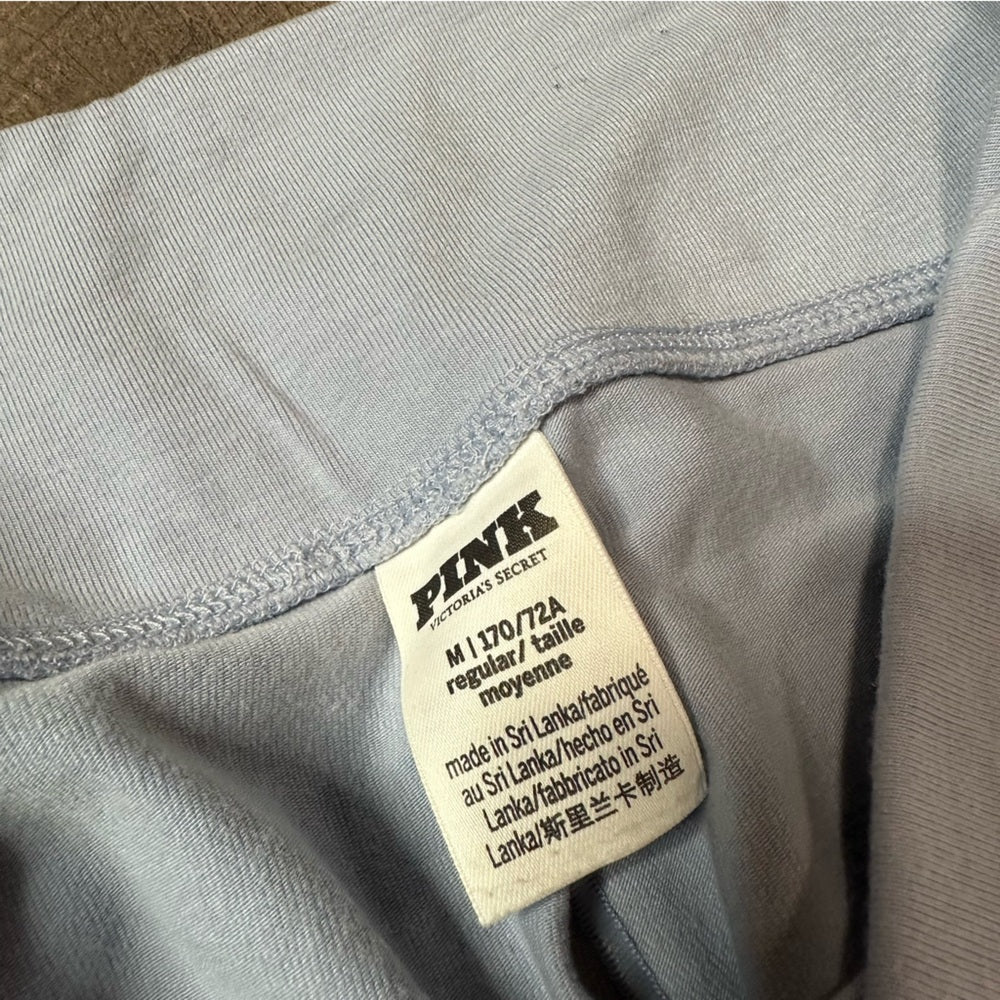 PINK
VICTORIA'S SECRET
M | 170/72A
regular/ taille
moyenne
made in Sri Lanka/fabriqué
au Sri Lanka/hecho en Sri
Lanka/fabbricato in Sri
Lanka/斯里兰卡制造